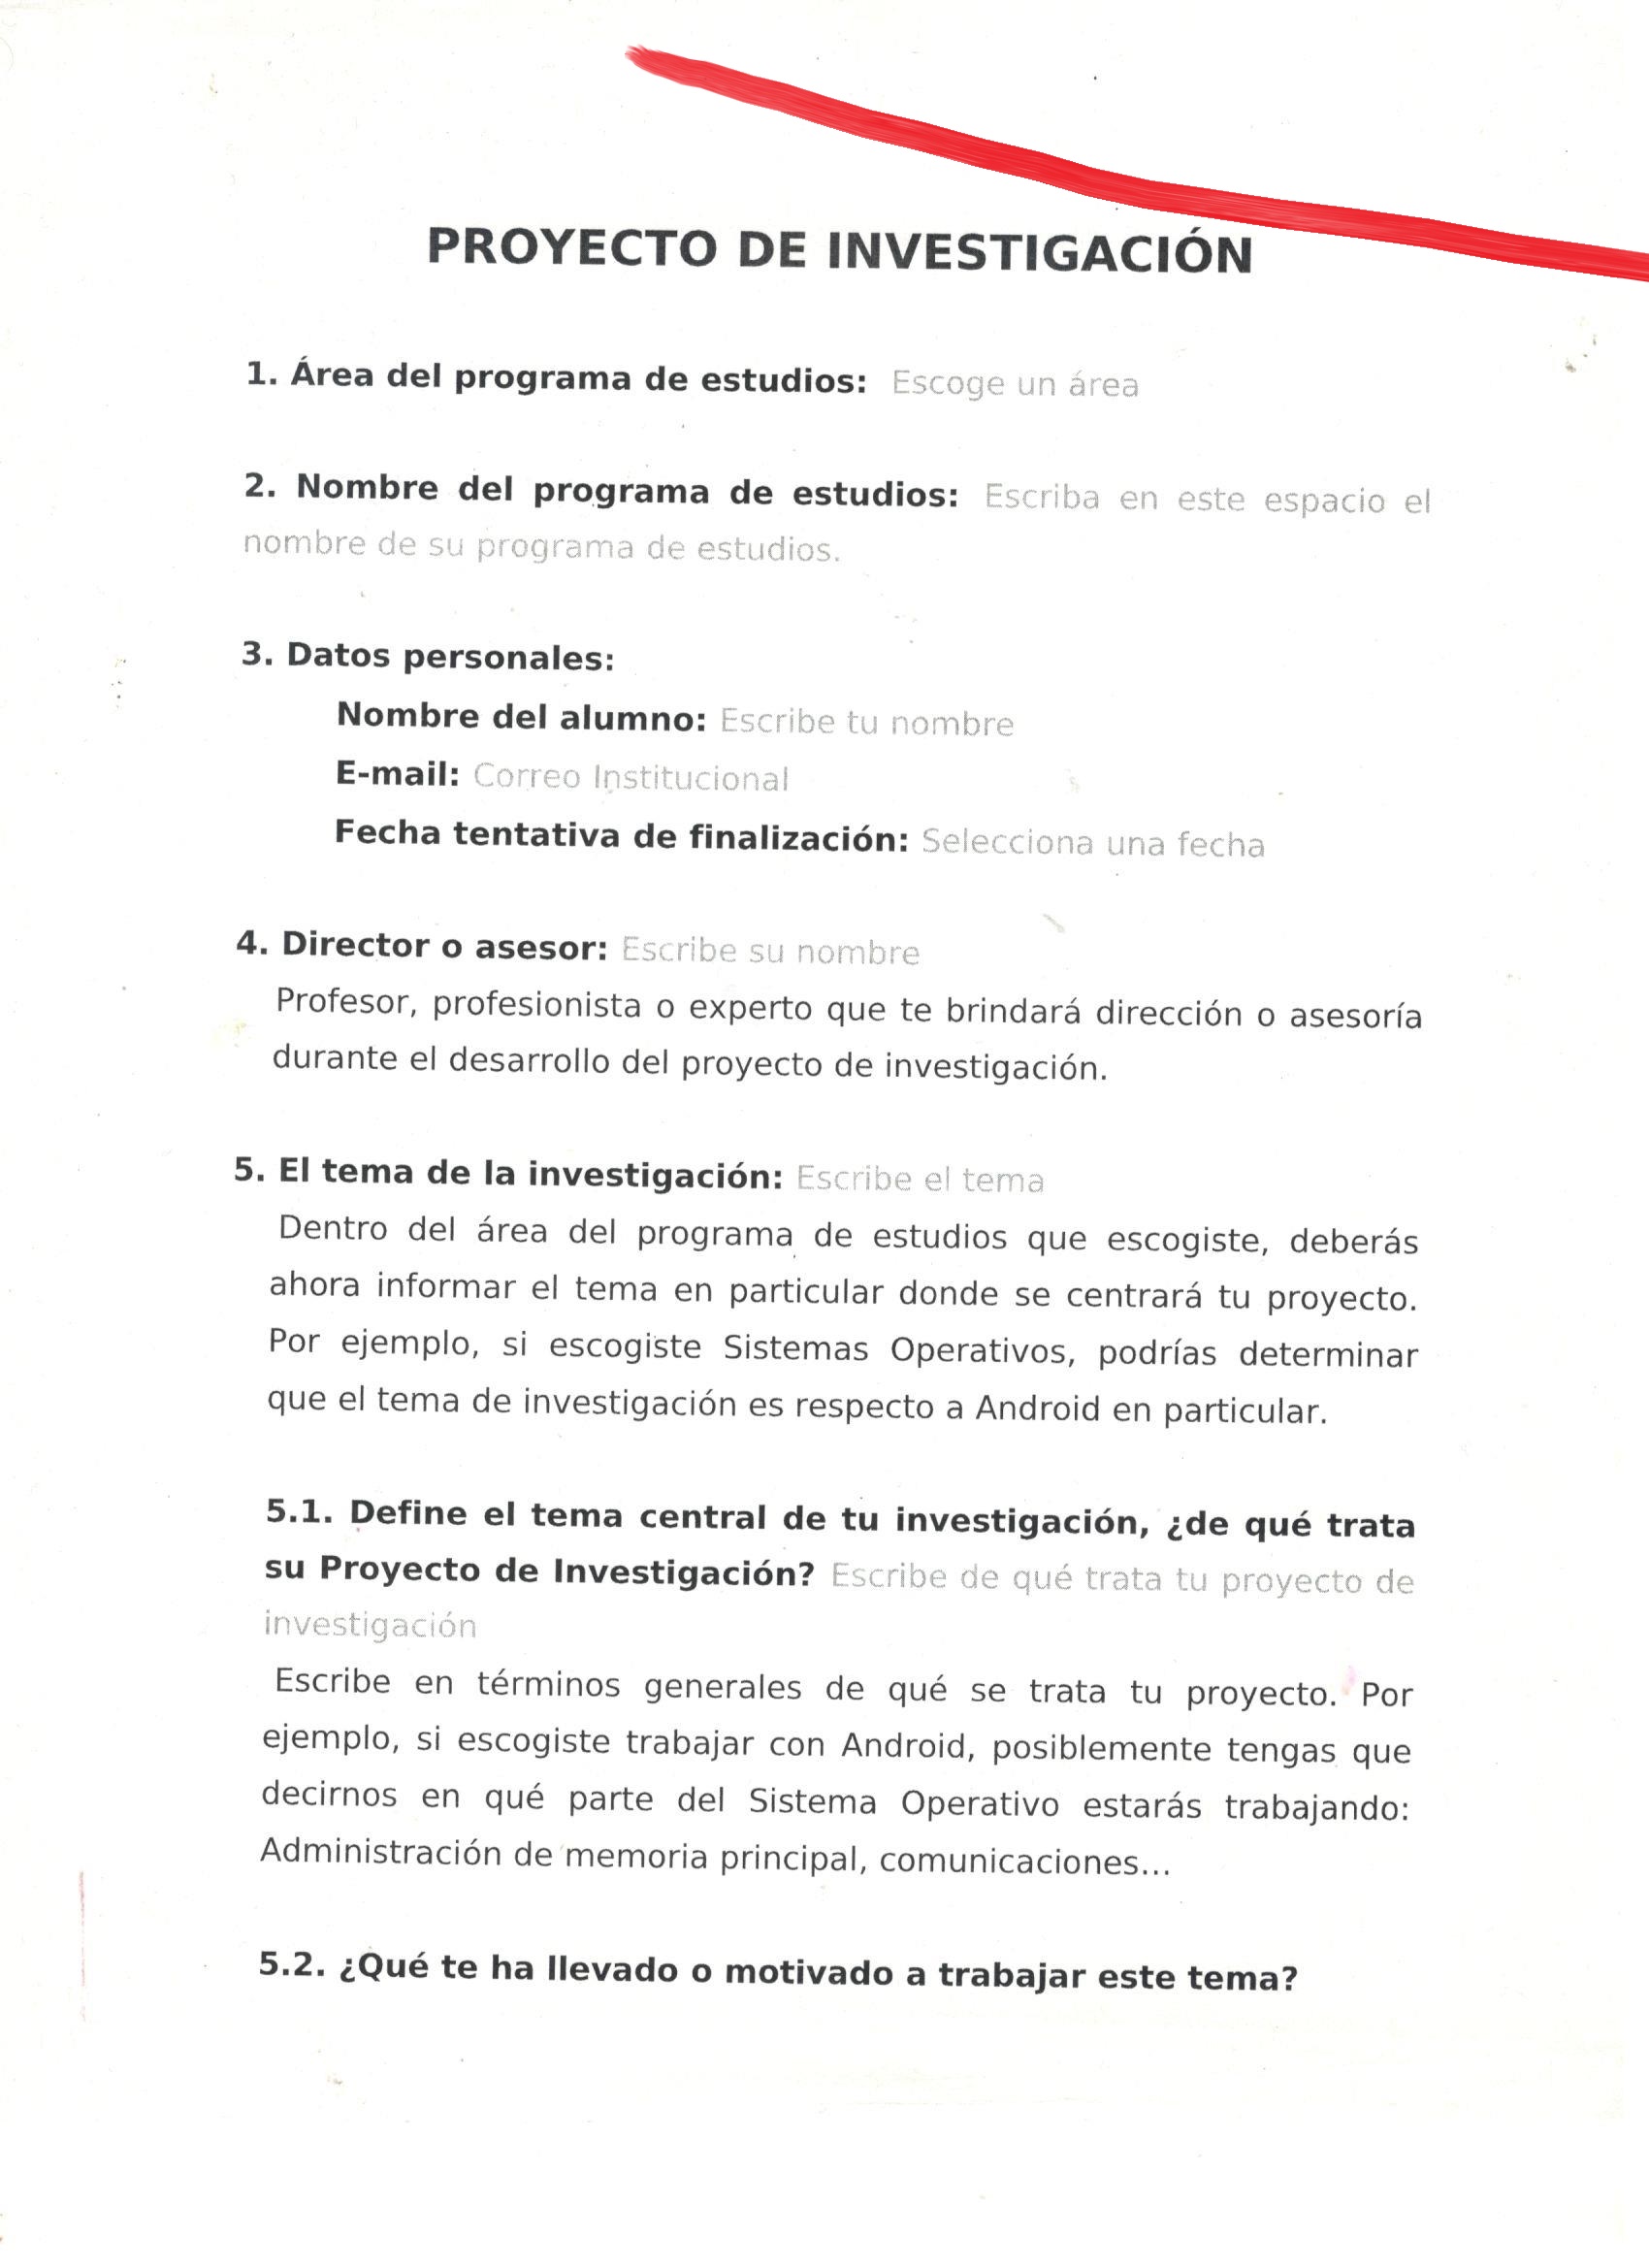 PROYECTO DE INVESTIGACIÓN
1. Área del programa de estudios: Escoge un área
2. Nombre del programa de estudios: Escriba en este espacio el
nombre de su programa de estudios.
3. Datos personales:
Nombre del alumno: Escribe tu nombre
E-mail: Correo Institucional
Fecha tentativa de finalización: Selecciona una fecha
4. Director o asesor: Escribe su nombre
Profesor, profesionista o experto que te brindará dirección o asesoría
durante el desarrollo del proyecto de investigación.
5. El tema de la investigación: Escribe el tema
Dentro del área del programa de estudios que escogiste, deberás
ahora informar el tema en particular donde se centrará tu proyecto.
Por ejemplo, si escogiste Sistemas Operativos, podrías determinar
que el tema de investigación es respecto a Android en particular.
5.1. Define el tema central de tu investigación, ¿de qué trata
su Proyecto de Investigación? Escribe de qué trata tu proyecto de
investigación
Escribe en términos generales de qué se trata tu proyecto. Por
ejemplo, si escogiste trabajar con Android, posiblemente tengas que
decirnos en qué parte del Sistema Operativo estarás trabajando:
Administración de memoria principal, comunicaciones...
5.2. ¿Qué te ha llevado o motivado a trabajar este tema?